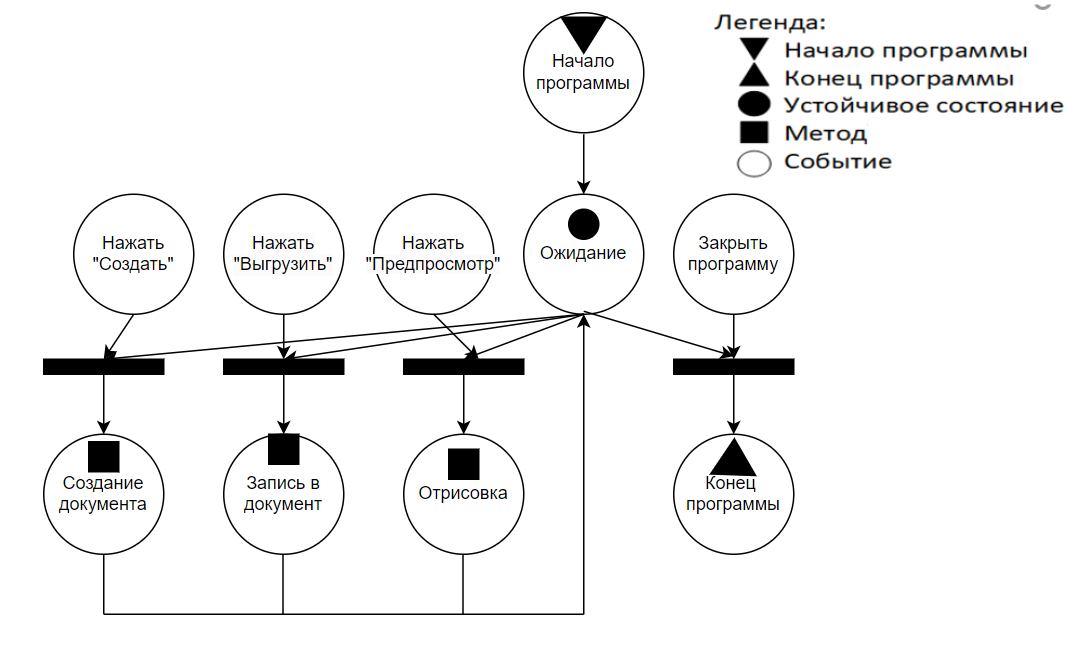 Легенда:
Начало программы
Конец программы
Устойчивое состояние
Метод
Событие
Начало
программы
Нажать
"Создать"
Нажать
"Выгрузить"
Нажать
"Предпросмотр"
Ожидание
Закрыть
программу
Создание
документа
Запись в
документ
Отрисовка
Конец
программы